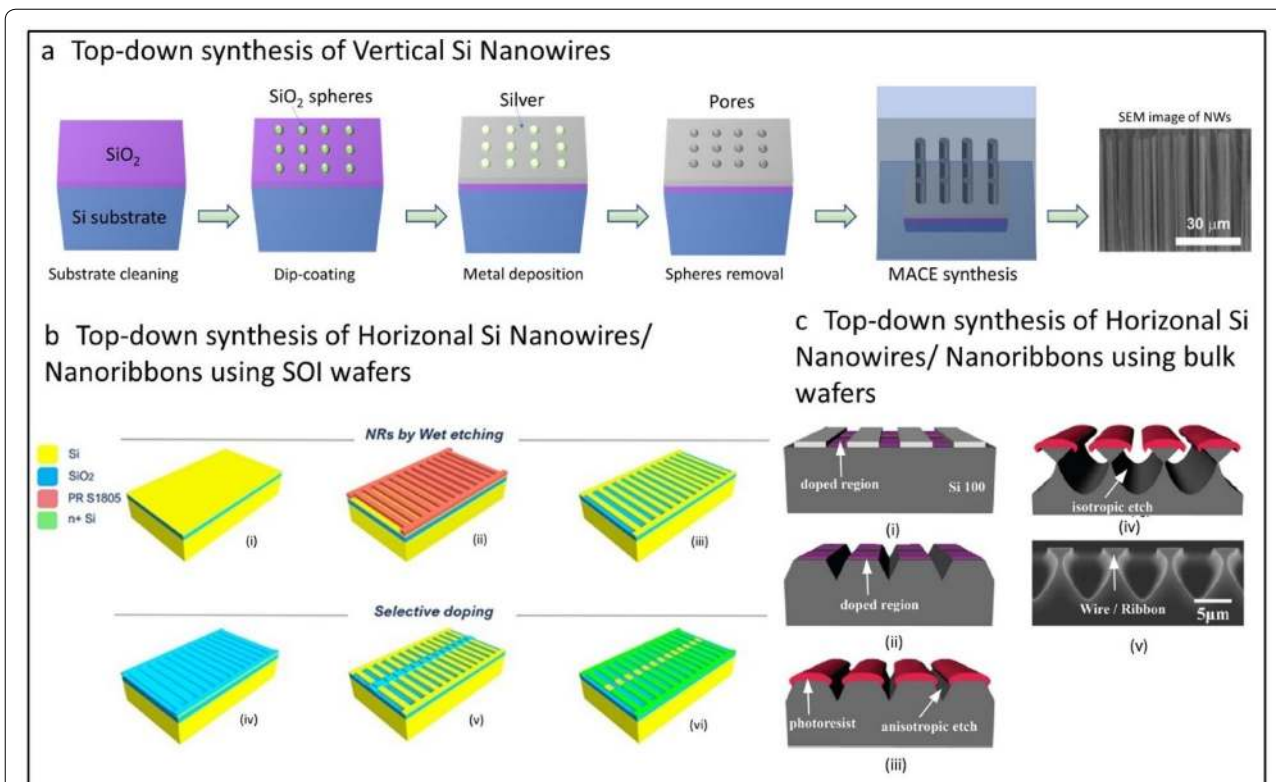 a Top-down synthesis of Vertical Si Nanowires
SiO₂ spheres
Silver
Pores
SEM image of NWs
SiO₂
Si substrate
30 μm
Substrate cleaning
Dip-coating
Metal deposition
Spheres removal
MACE synthesis
b Top-down synthesis of Horizonal Si Nanowires/
Nanoribbons using SOI wafers
NRs by Wet etching
Si
SiO₂
PR S1805
n+ Si
(i)
(ii)
(iii)
Selective doping
(iv)
(v)
(vi)
c Top-down synthesis of Horizonal Si
Nanowires/ Nanoribbons using bulk
wafers
doped region
Si 100
(i)
doped region
(ii)
photoresist
anisotropic etch
(iii)
isotropic etch
(iv)
Wire / Ribbon
5μm
(v)